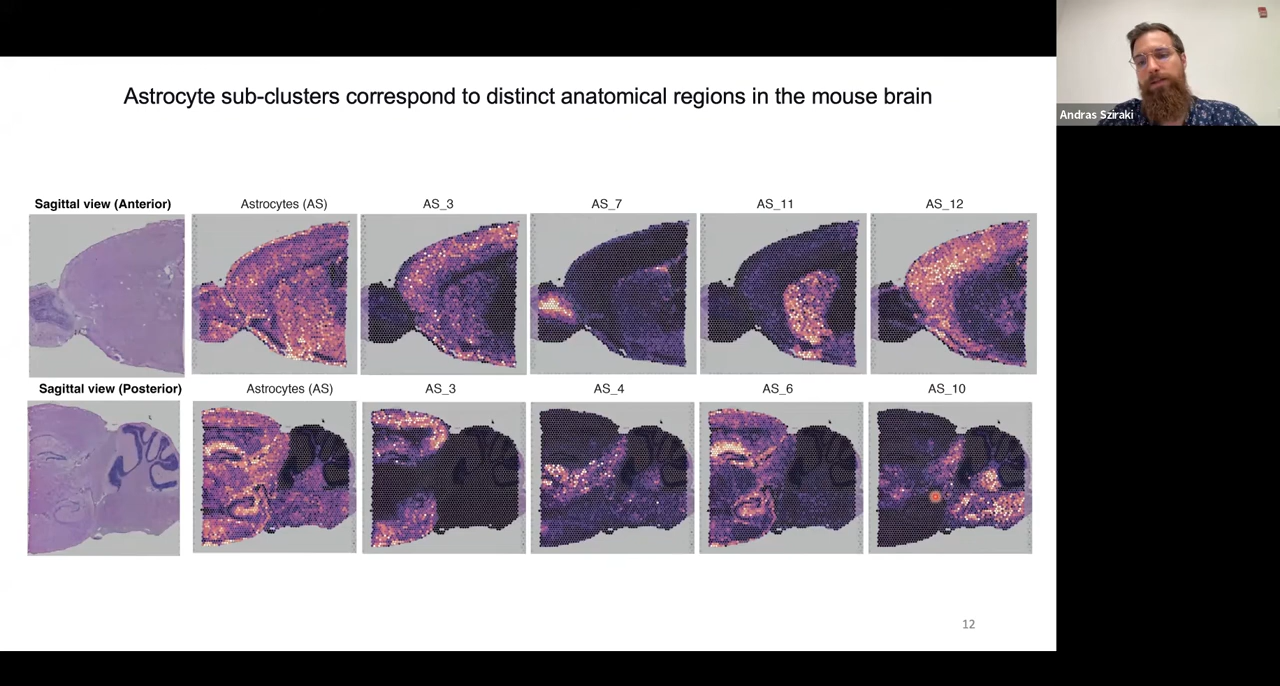 Astrocyte sub-clusters correspond to distinct anatomical regions in the mouse brain
Andras Sziraki
Sagittal view (Anterior) Astrocytes (AS) AS_3 AS_7 AS_11 AS_12
Sagittal view (Posterior) Astrocytes (AS) AS_3 AS_4 AS_6 AS_10
12